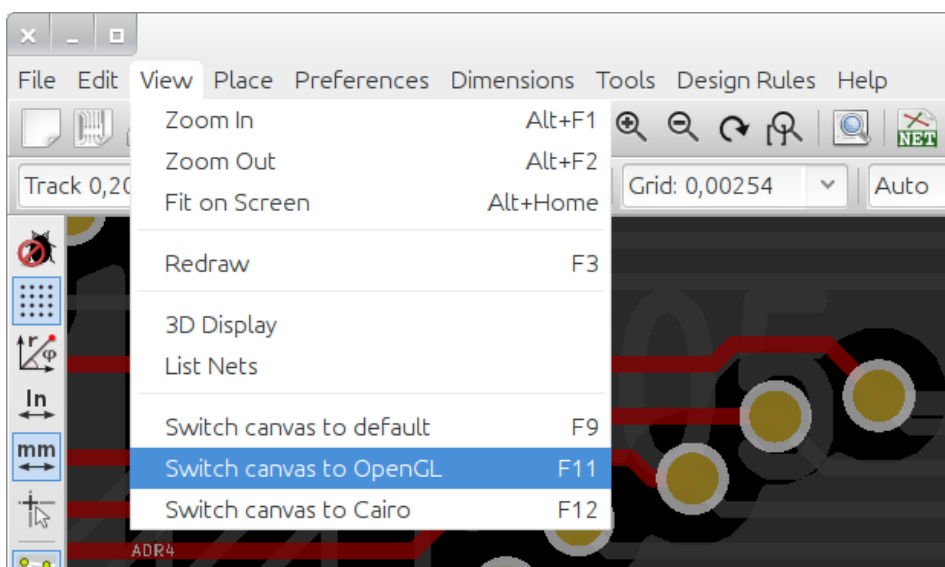 File Edit View Place Preferences Dimensions Tools Design Rules Help
Zoom In Alt+F1
NET
Zoom Out Alt+F2
Track 0,20
Grid: 0,00254
Auto
Fit on Screen Alt+Home
Redraw F3
3D Display
List Nets
Switch canvas to default F9
Switch canvas to OpenGL F11
Switch canvas to Cairo F12
r
φ
In
mm
ADR4
05